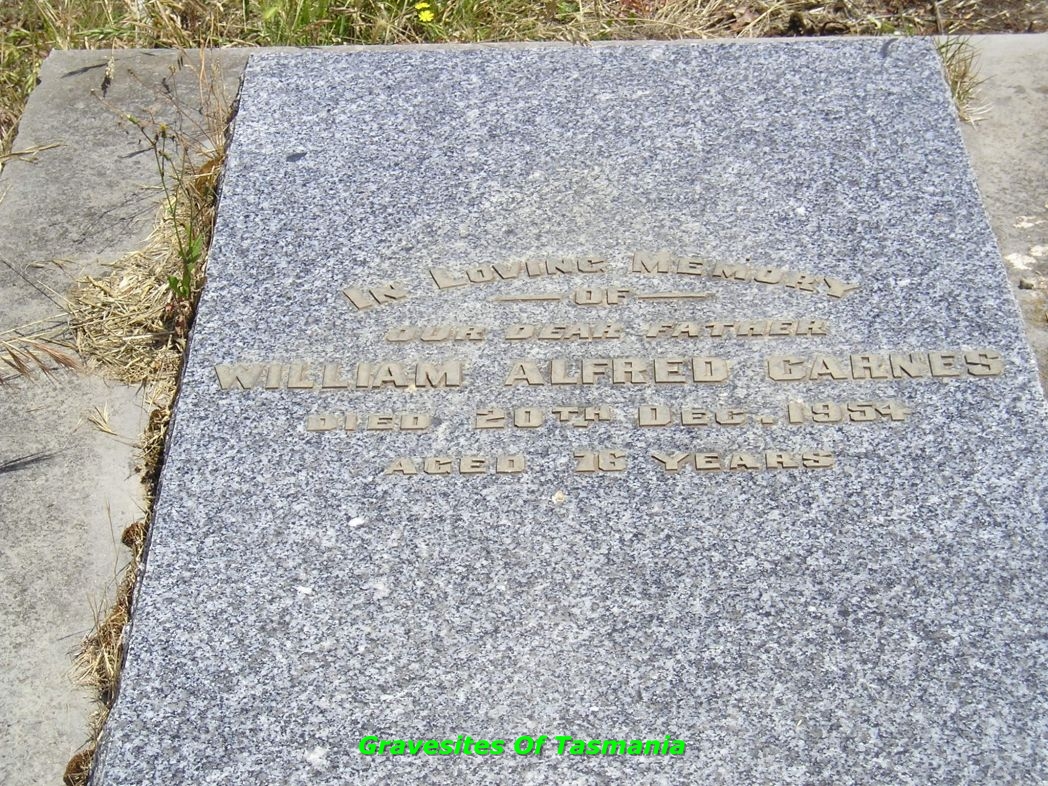 In Loving Memory
OF
OUR DEAR FATHER
WILLIAM ALFRED CARNES
DIED 20TH DEC. 1954
AGED 76 YEARS
Gravesites Of Tasmania